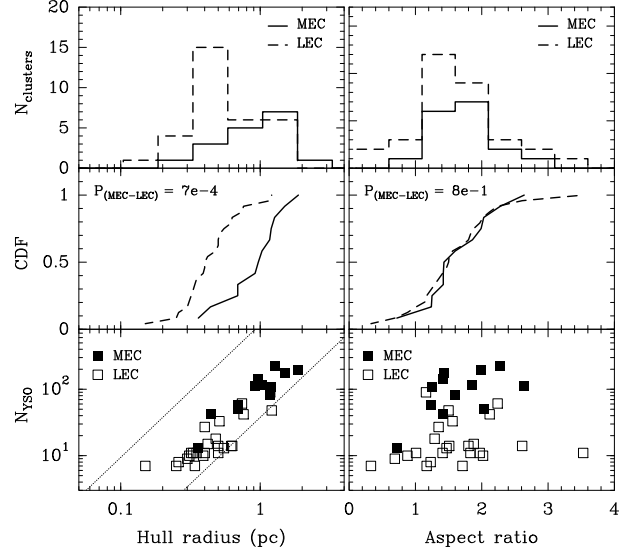 20
15
10
5
0
N_clusters
MEC
LEC
MEC
LEC
1
0.5
0
CDF
P_(MEC-LEC) = 7e-4
P_(MEC-LEC) = 8e-1
10^2
10^1
N_YSO
MEC
LEC
MEC
LEC
0.1 1
0 1 2 3 4
Hull radius (pc)
Aspect ratio